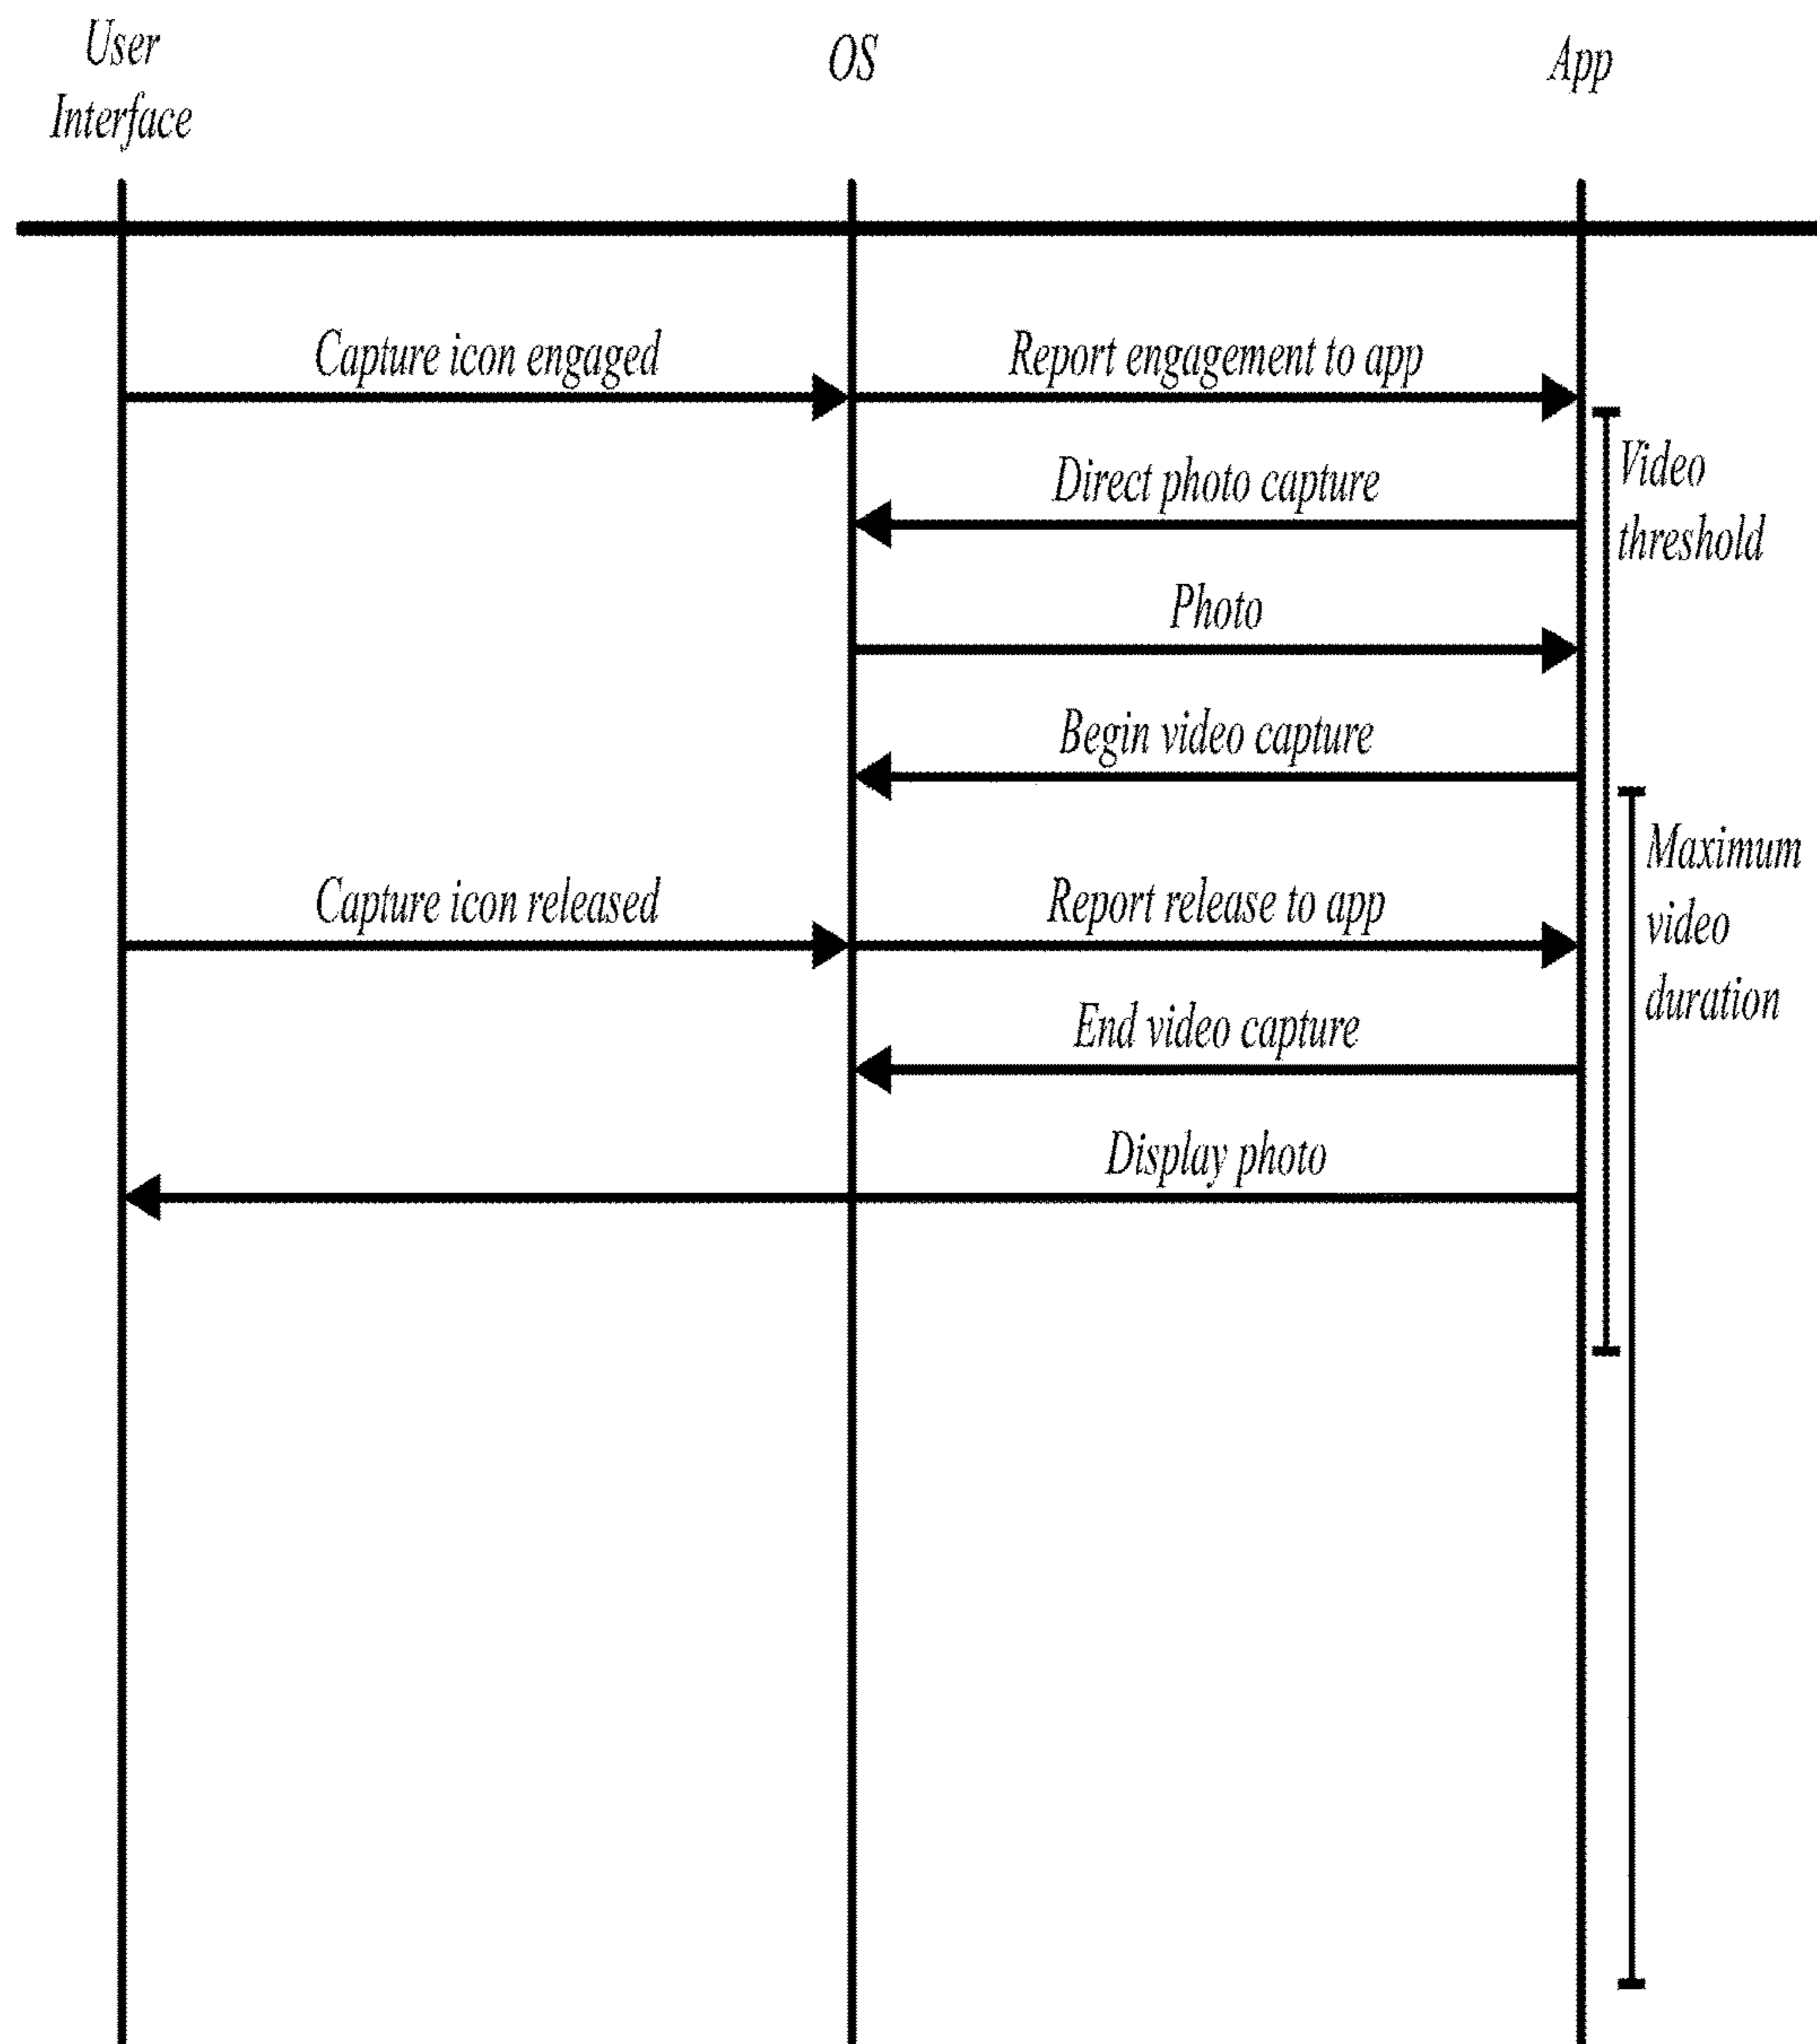 User
Interface
OS
App
Capture icon engaged
Report engagement to app
Video
threshold
Direct photo capture
Photo
Begin video capture
Maximum
video
duration
Capture icon released
Report release to app
End video capture
Display photo